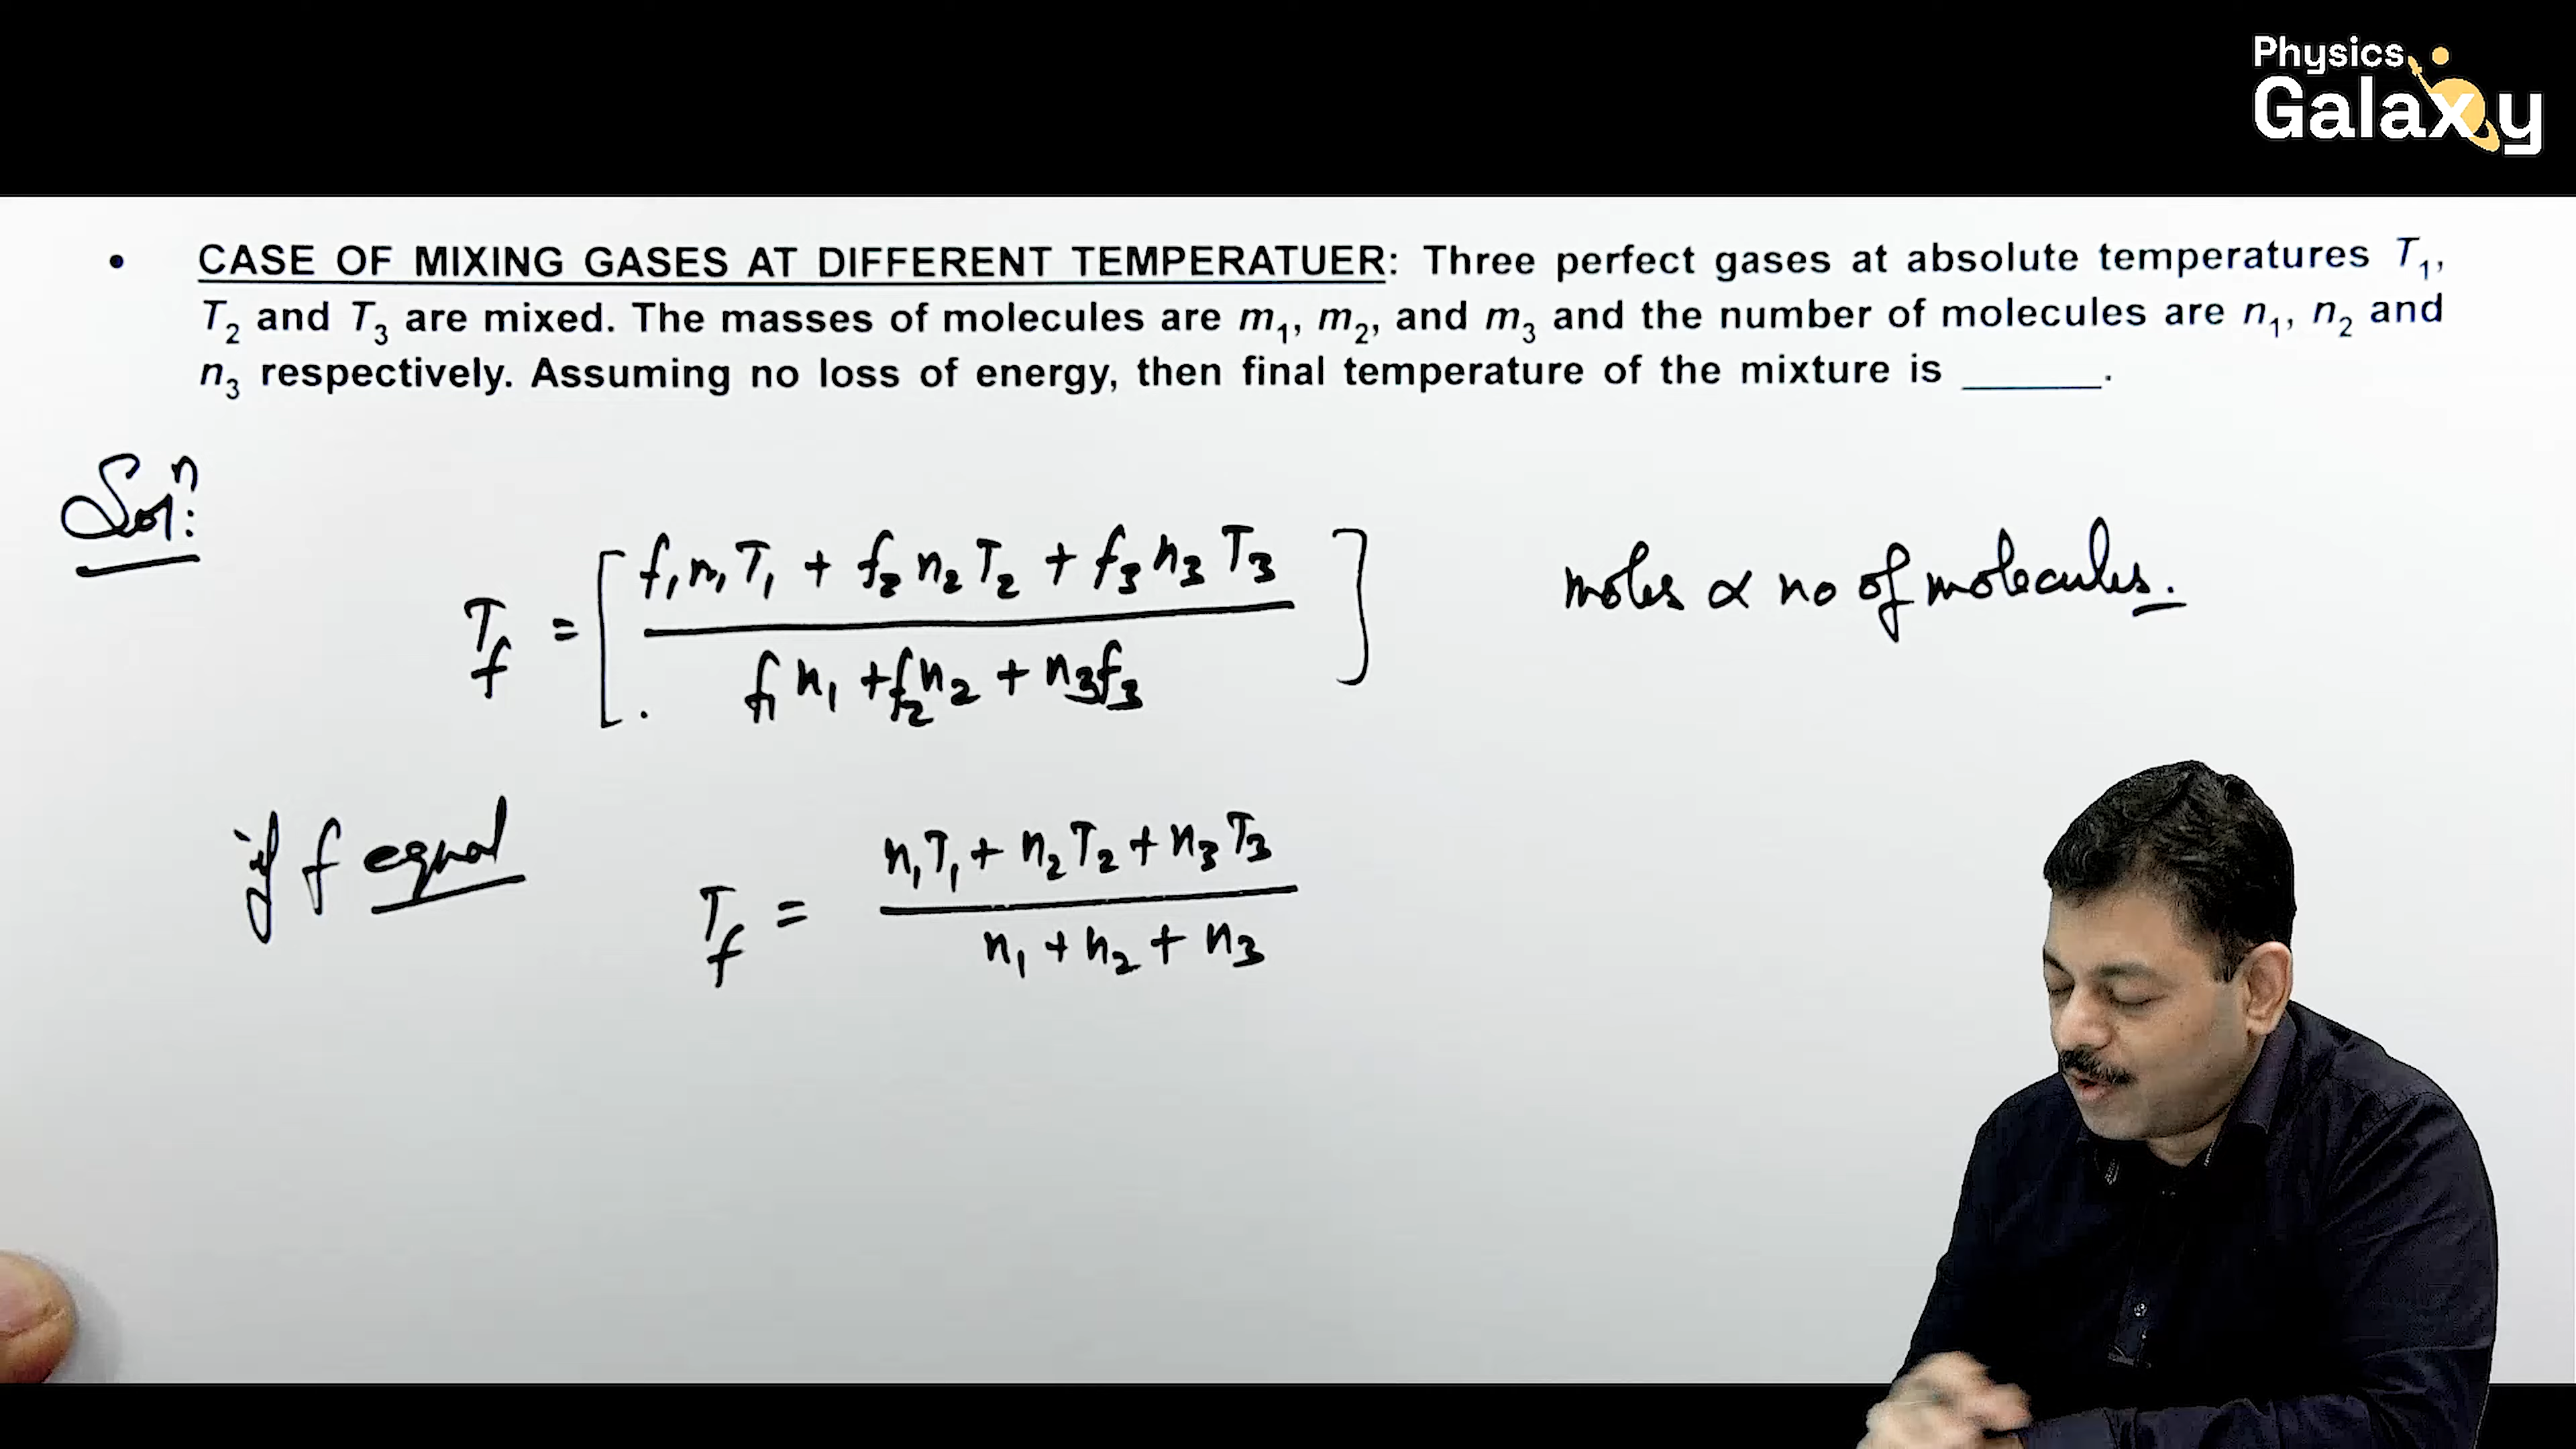 Physics
Galaxy
• CASE OF MIXING GASES AT DIFFERENT TEMPERATUER: Three perfect gases at absolute temperatures T₁,
T₂ and T₃ are mixed. The masses of molecules are m₁, m₂, and m₃ and the number of molecules are n₁, n₂ and
n₃ respectively. Assuming no loss of energy, then final temperature of the mixture is ______.
Solⁿ:
T_f = [ (f₁n₁T₁ + f₂n₂T₂ + f₃n₃T₃) / (f₁n₁ + f₂n₂ + n₃f₃) ]
moles ∝ no of molecules.
if f equal
T_f = (n₁T₁ + n₂T₂ + n₃T₃) / (n₁ + n₂ + n₃)